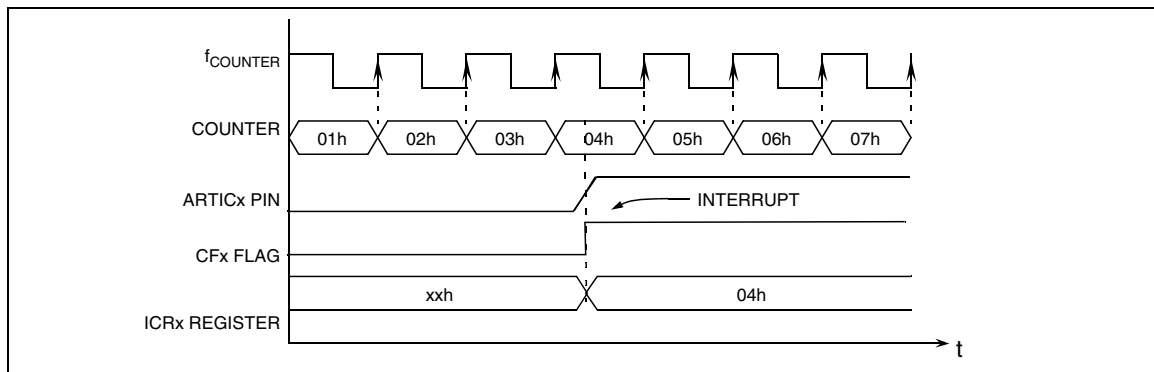 fCOUNTER
COUNTER
01h 02h 03h 04h 05h 06h 07h
ARTICx PIN
INTERRUPT
CFx FLAG
xxh 04h
ICRx REGISTER
t